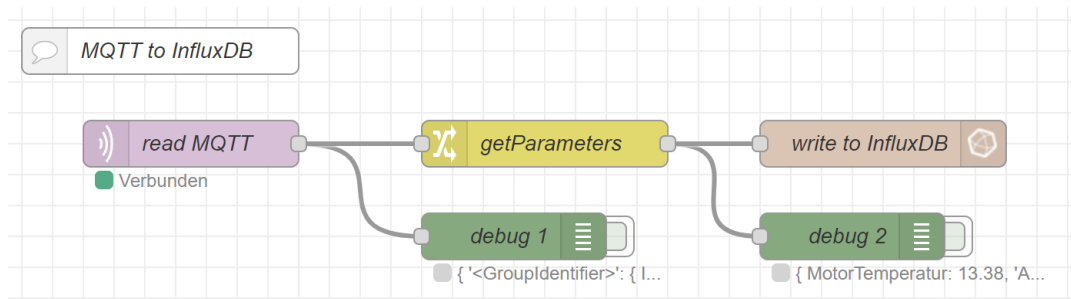 MQTT to InfluxDB
read MQTT
getParameters
write to InfluxDB
Verbunden
debug 1
debug 2
{ '<GroupIdentifier>': { I...
{ MotorTemperatur: 13.38, 'A...